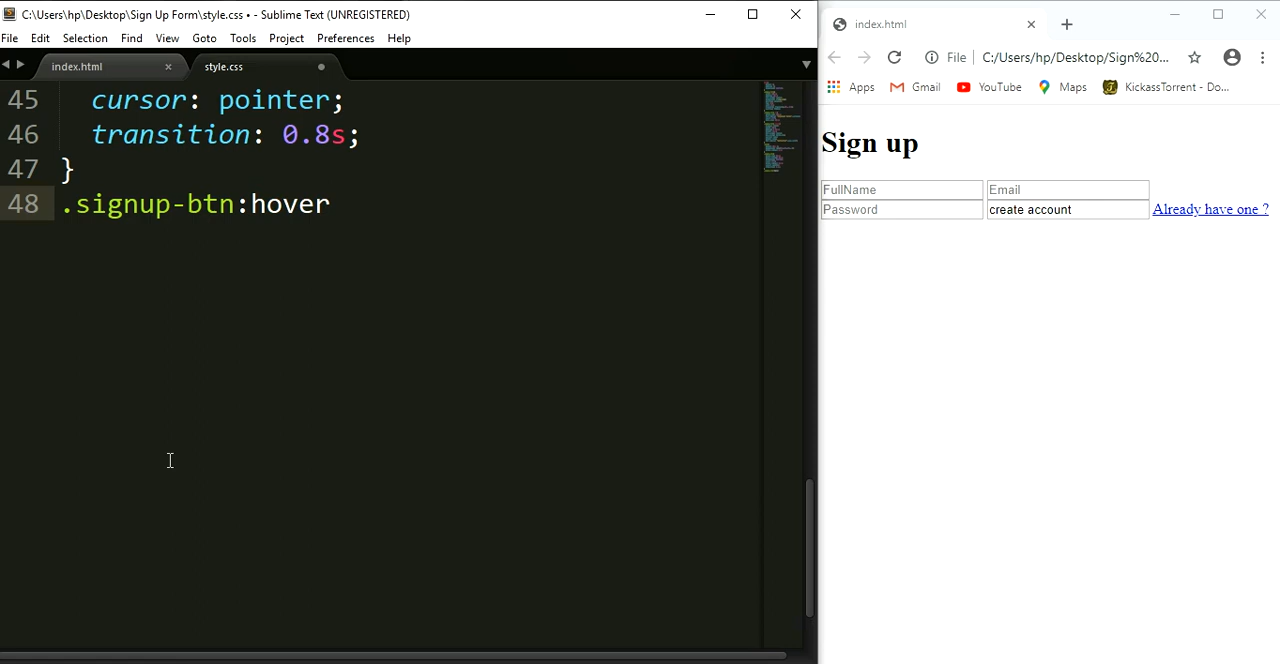 C:\Users\hp\Desktop\Sign Up Form\style.css • - Sublime Text (UNREGISTERED)
File Edit Selection Find View Goto Tools Project Preferences Help
index.html × style.css
45 cursor: pointer;
46 transition: 0.8s;
47 }
48 .signup-btn:hover
index.html
File C:/Users/hp/Desktop/Sign%20...
Apps Gmail YouTube Maps KickassTorrent - Do...
Sign up
FullName Email
Password create account Already have one ?